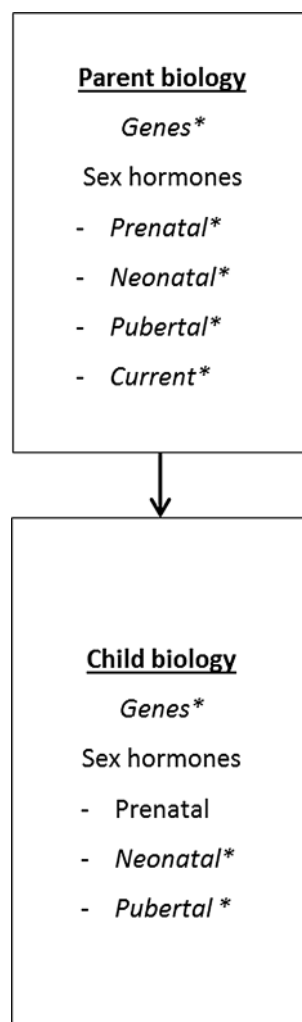 Parent biology
Genes*
Sex hormones
- Prenatal*
- Neonatal*
- Pubertal*
- Current*
Child biology
Genes*
Sex hormones
- Prenatal
- Neonatal*
- Pubertal *